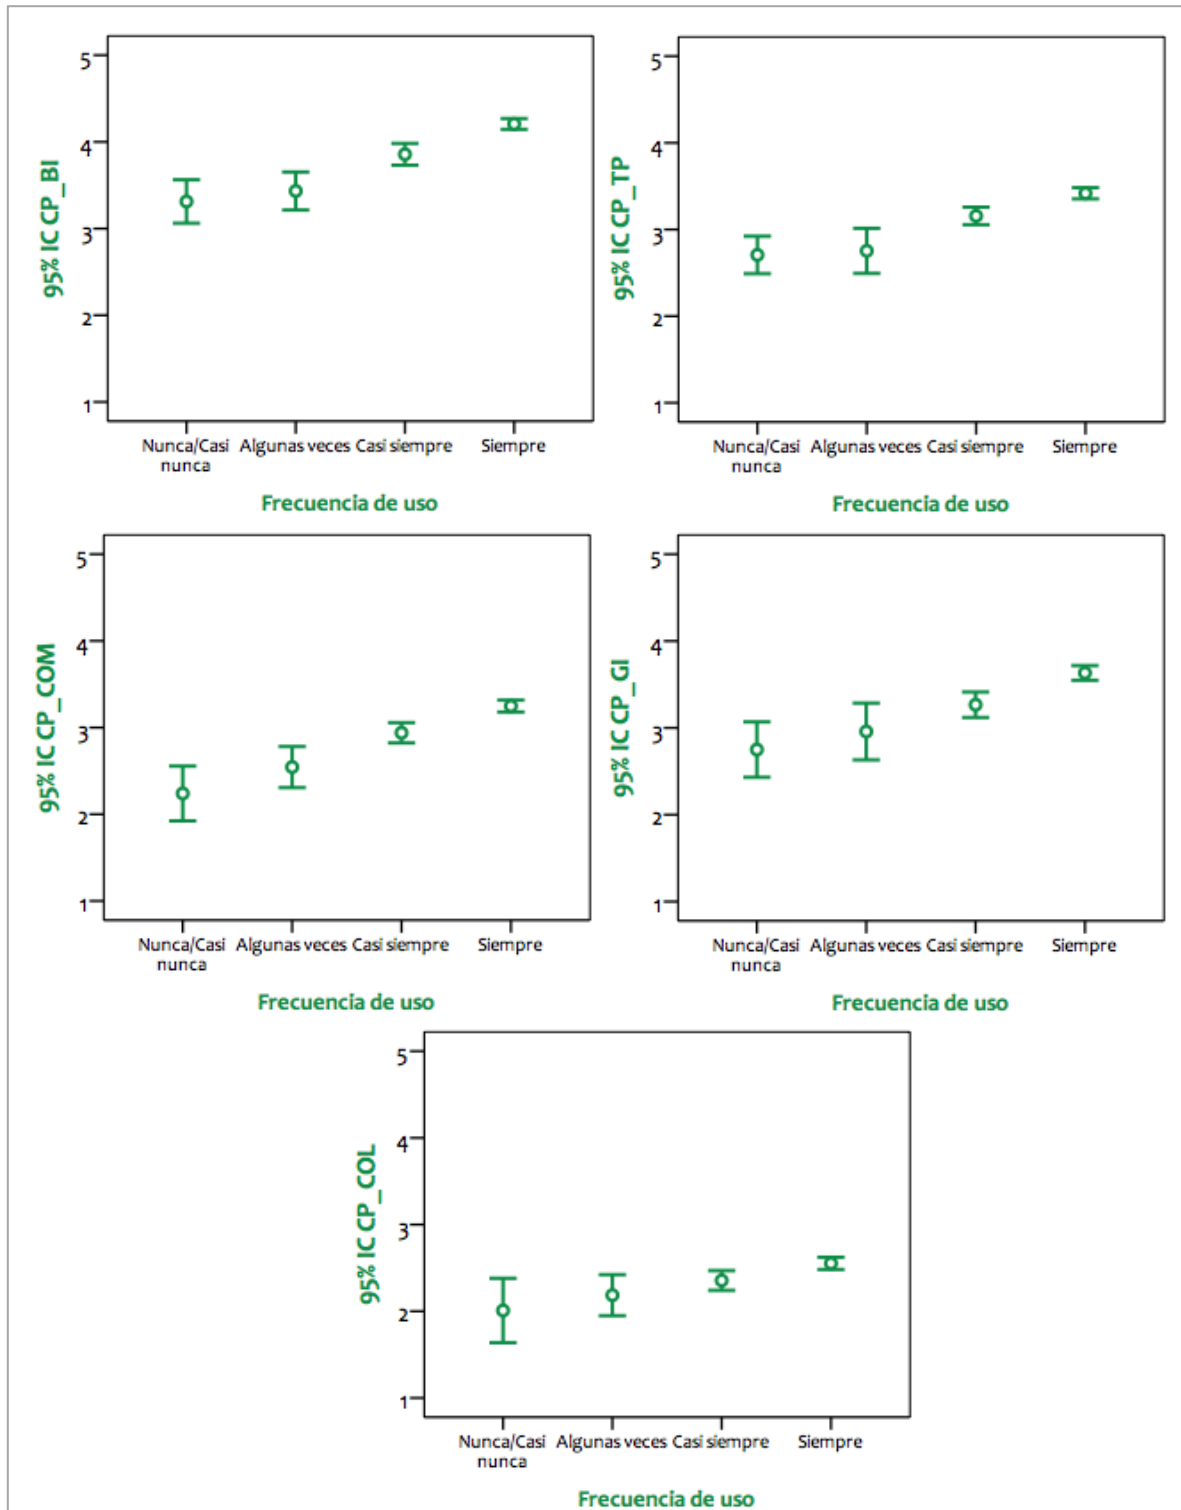 95% IC CP_BI
5
4
3
2
1
Nunca/Casi nunca
Algunas veces
Casi siempre
Siempre
Frecuencia de uso
95% IC CP_TP
5
4
3
2
1
Nunca/Casi nunca
Algunas veces
Casi siempre
Siempre
Frecuencia de uso
95% IC CP_COM
5
4
3
2
1
Nunca/Casi nunca
Algunas veces
Casi siempre
Siempre
Frecuencia de uso
95% IC CP_GI
5
4
3
2
1
Nunca/Casi nunca
Algunas veces
Casi siempre
Siempre
Frecuencia de uso
95% IC CP_COL
5
4
3
2
1
Nunca/Casi nunca
Algunas veces
Casi siempre
Siempre
Frecuencia de uso